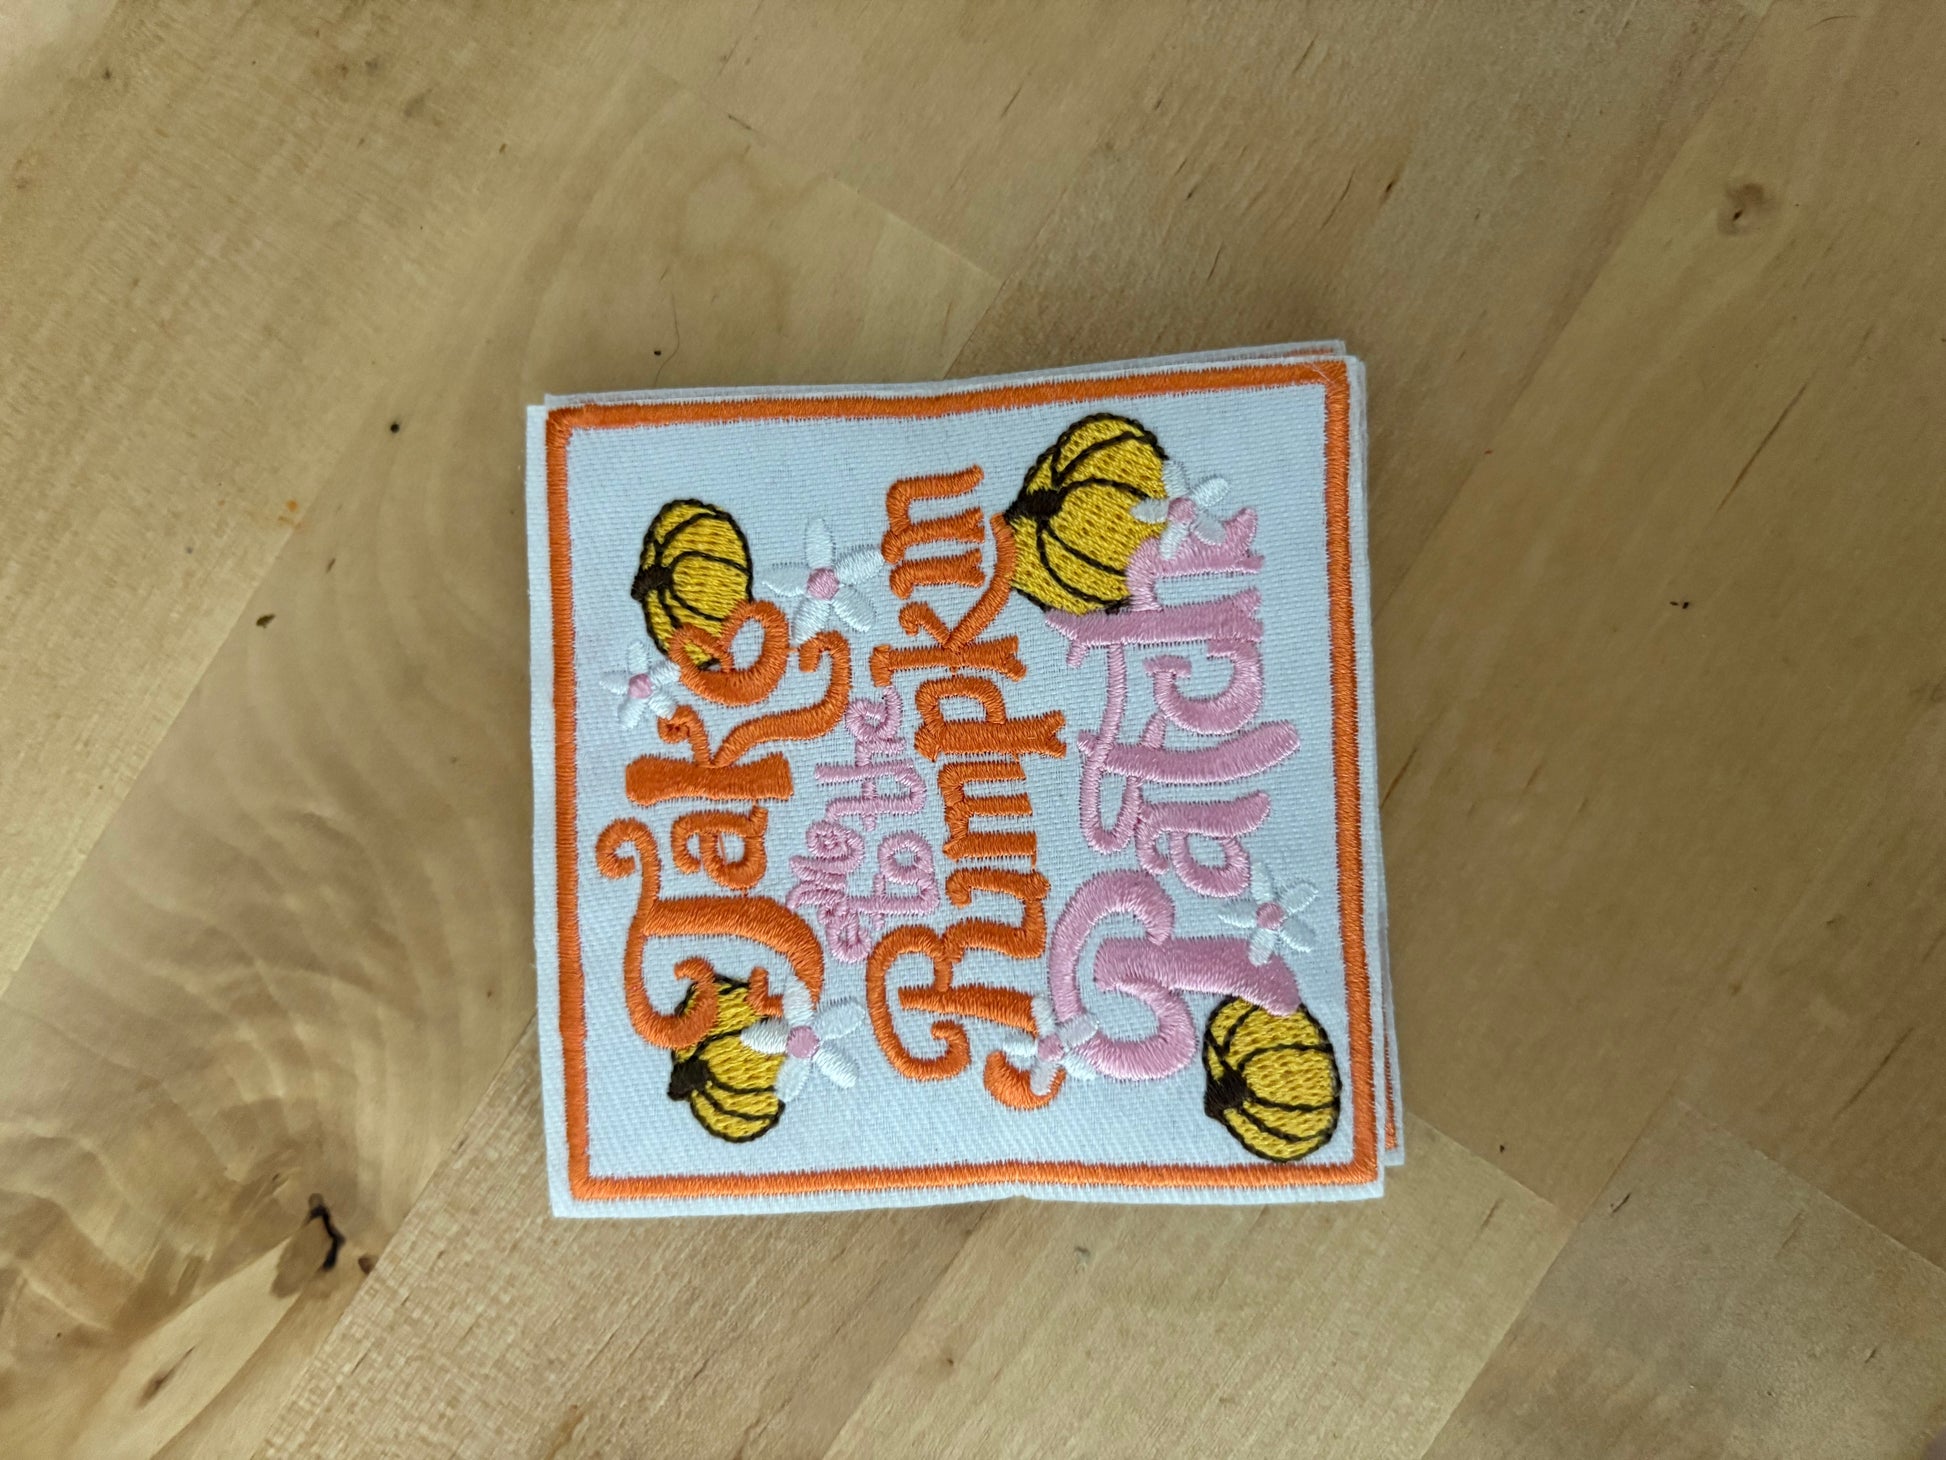 Take
Me
to the
Pumpkin
Patch